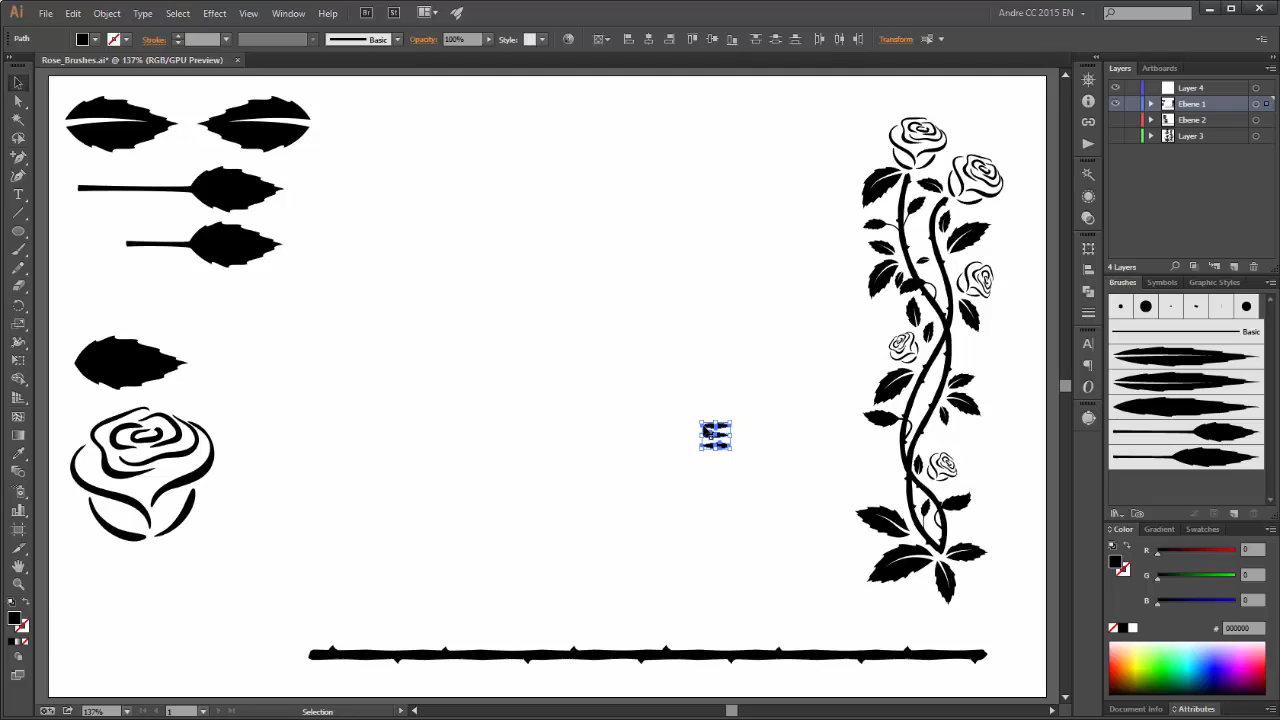 Ai File Edit Object Type Select Effect View Window Help Br St Andre CC 2015 EN
Path Stroke: Basic Opacity: 100% Style: Transform
Rose_Brushes.ai* @ 137% (RGB/GPU Preview) ×
Layers Artboards
Layer 4
Ebene 1
Ebene 2
Layer 3
4 Layers
Brushes Symbols Graphic Styles
Basic
Color Gradient Swatches
R 0
G 0
B 0
# 000000
137% 1 Selection
Document Info Attributes